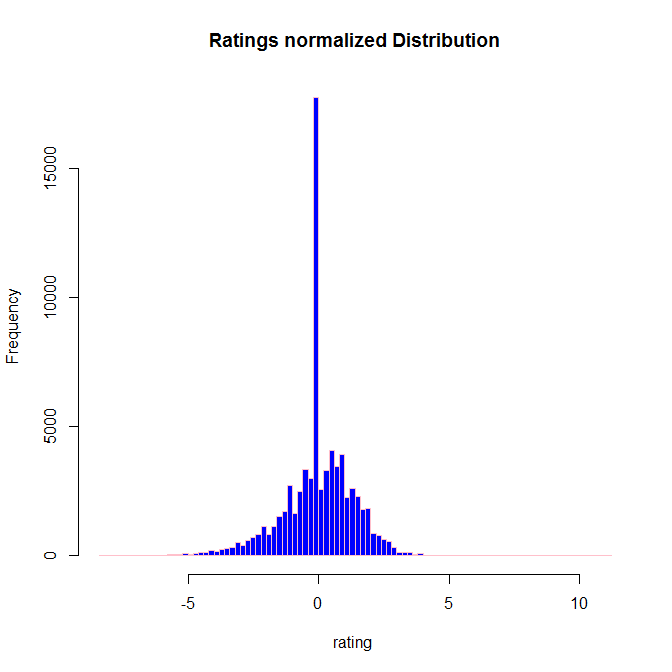 Ratings normalized Distribution
Frequency
15000
10000
5000
0
-5 0 5 10
rating